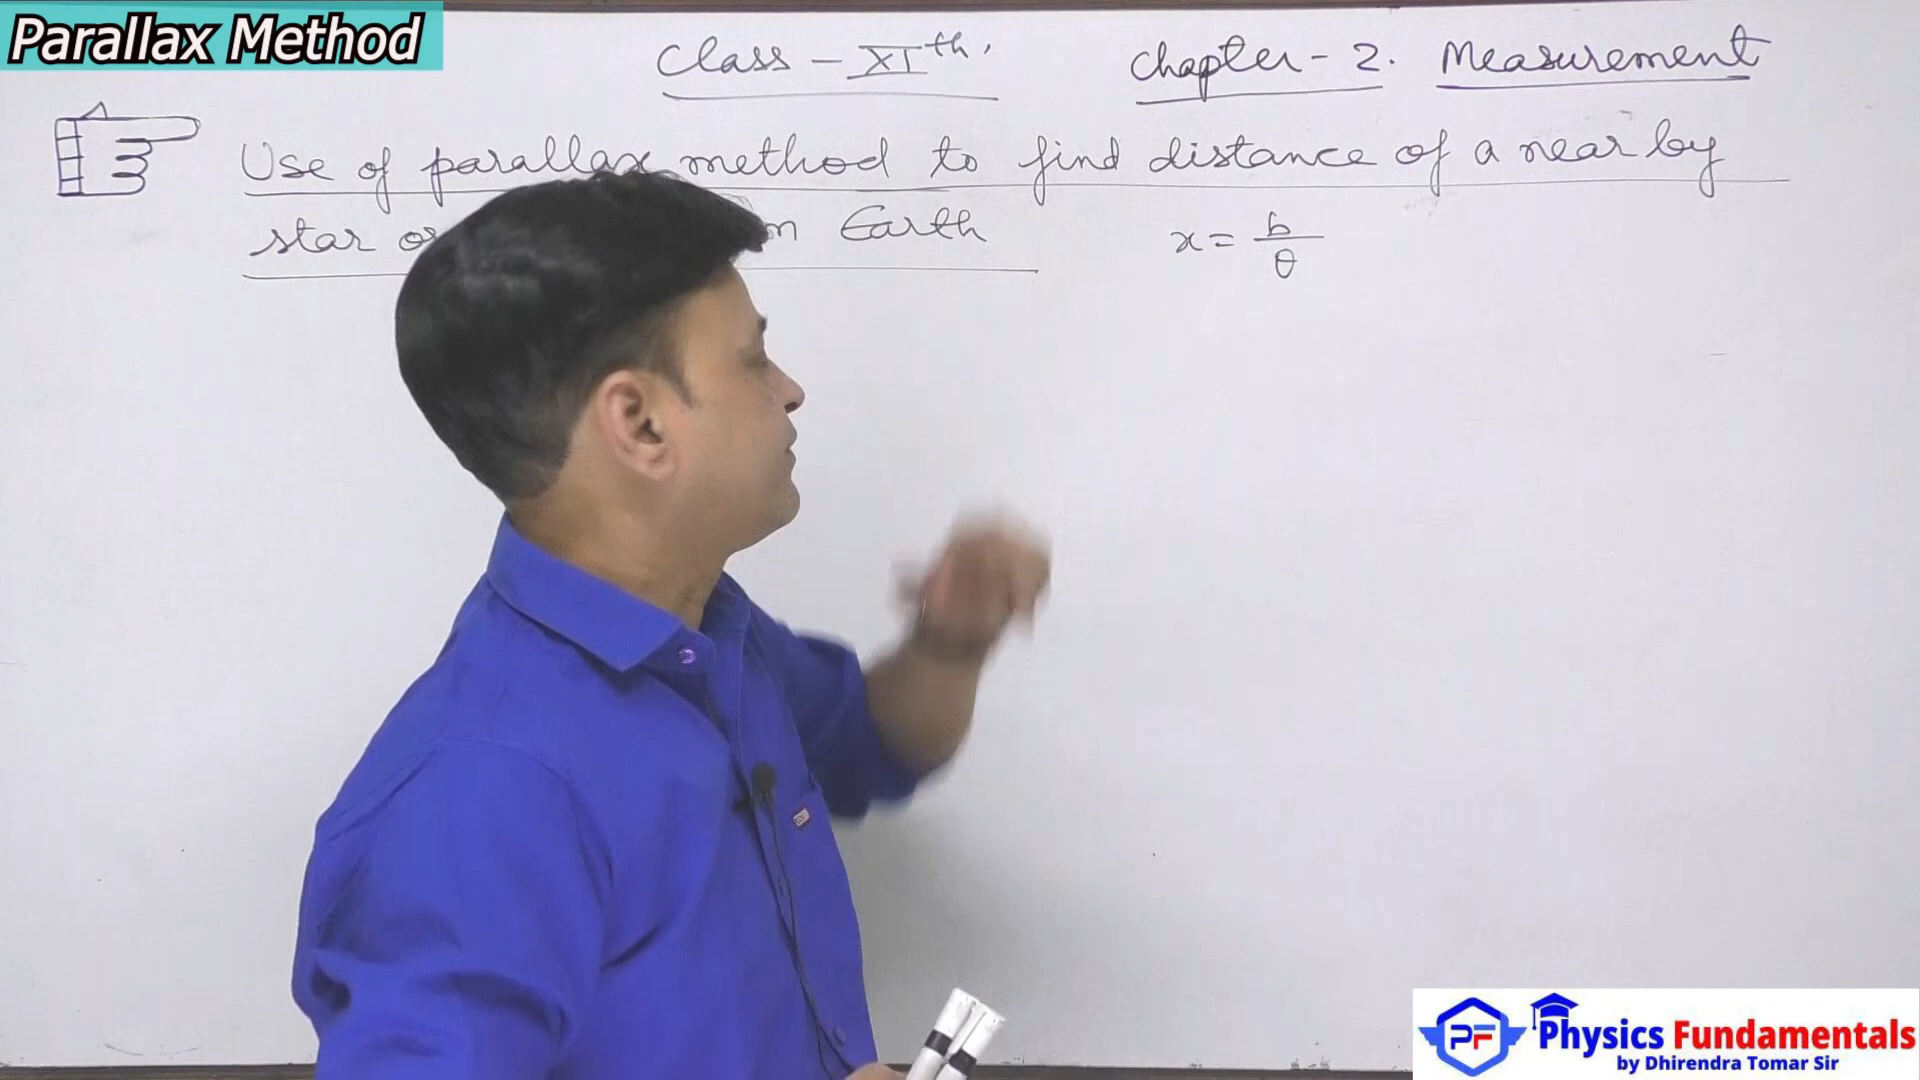 Parallax Method
Class - XIth. Chapter - 2. Measurement
Use of parallax method to find distance of a near by
star or Earth
x = b/θ
PF Physics Fundamentals
by Dhirendra Tomar Sir